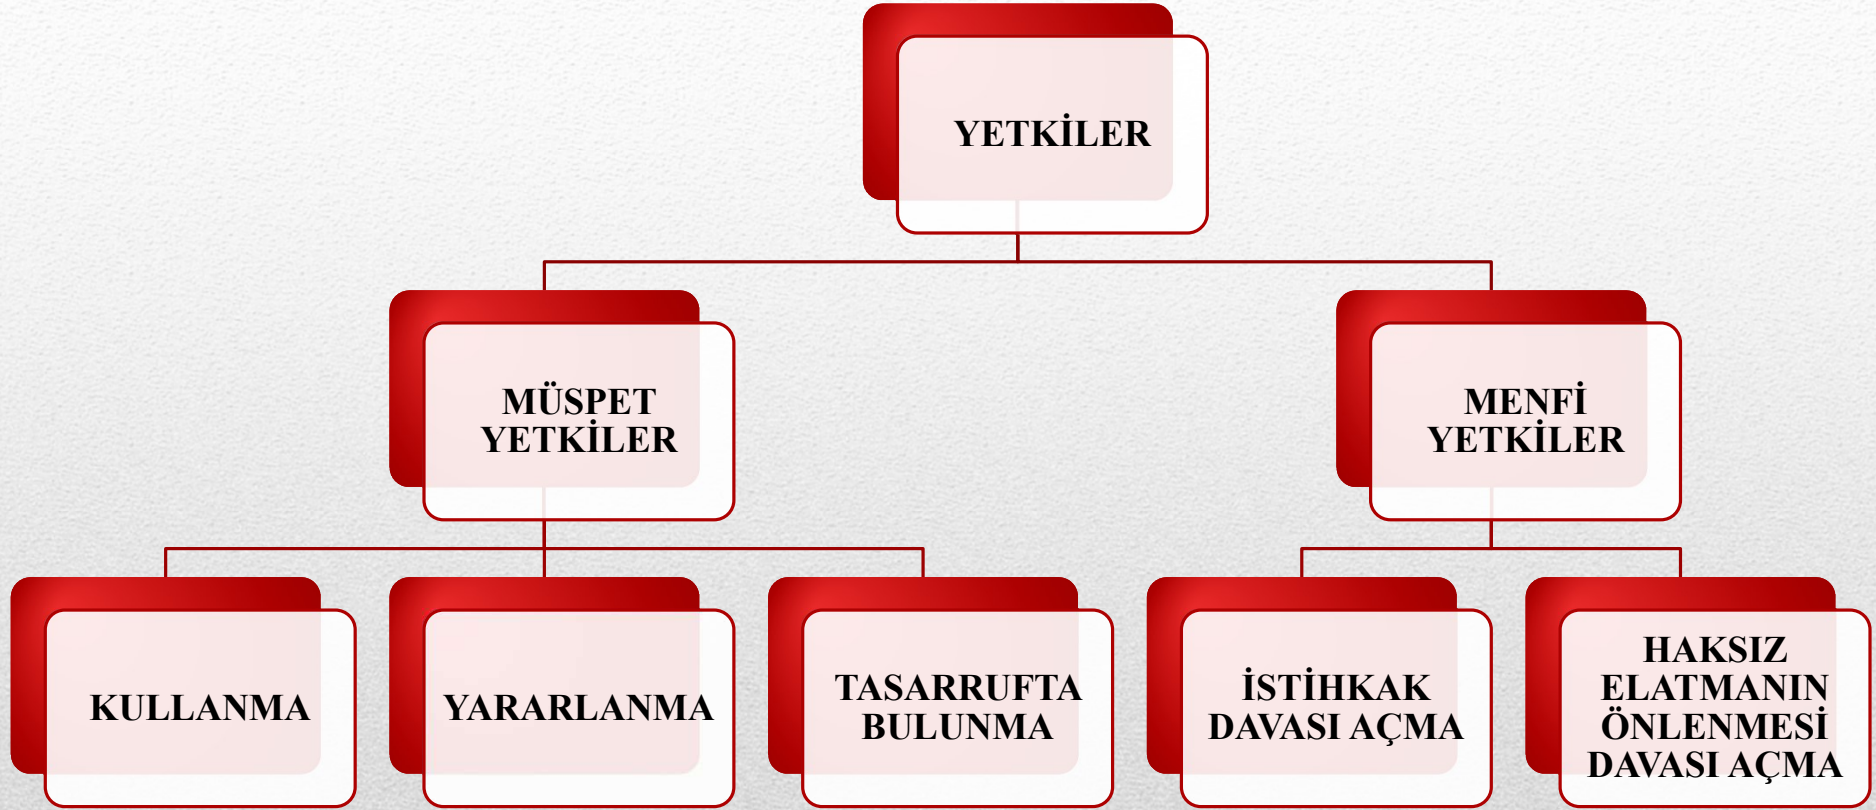 YETKİLER
MÜSPET
YETKİLER
MENFİ
YETKİLER
KULLANMA
YARARLANMA
TASARRUFTA
BULUNMA
İSTİHKAK
DAVASI AÇMA
HAKSIZ
ELATMANIN
ÖNLENMESİ
DAVASI AÇMA